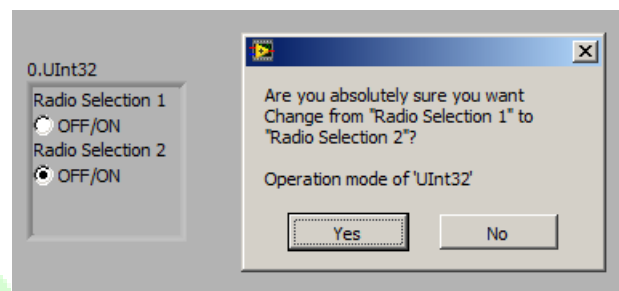 0.UInt32
Radio Selection 1
OFF/ON
Radio Selection 2
OFF/ON
Are you absolutely sure you want
Change from "Radio Selection 1" to
"Radio Selection 2"?
Operation mode of 'UInt32'
Yes
No